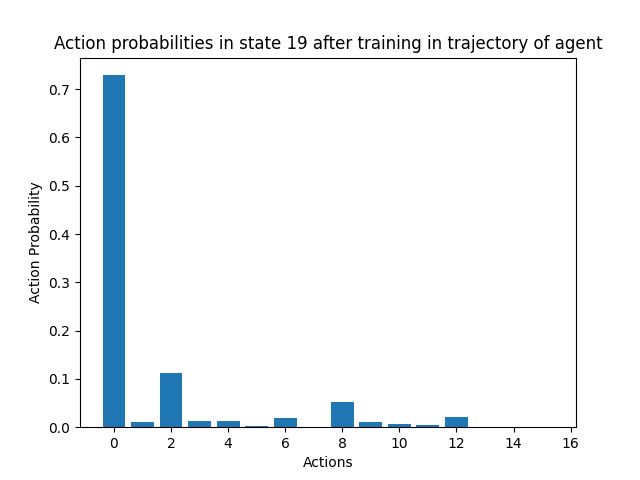 Action probabilities in state 19 after training in trajectory of agent
0.7
0.6
0.5
0.4
0.3
0.2
0.1
0.0
Action Probability
0 2 4 6 8 10 12 14 16
Actions